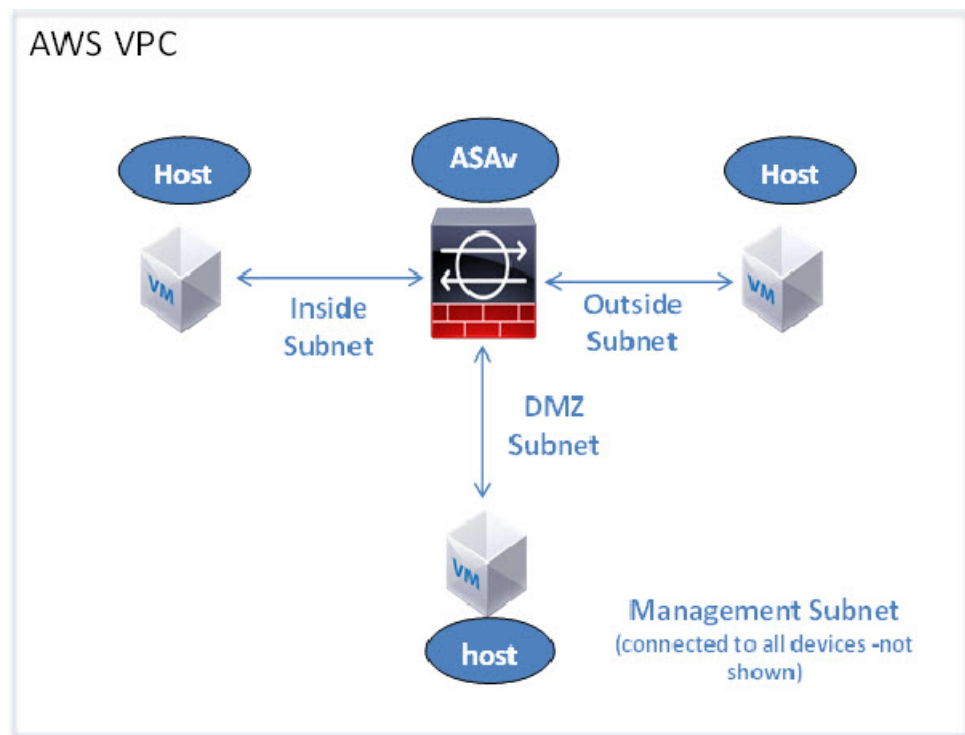 AWS VPC
Host
ASAv
Host
VM
VM
Inside
Subnet
Outside
Subnet
DMZ
Subnet
VM
host
Management Subnet
(connected to all devices -not
shown)